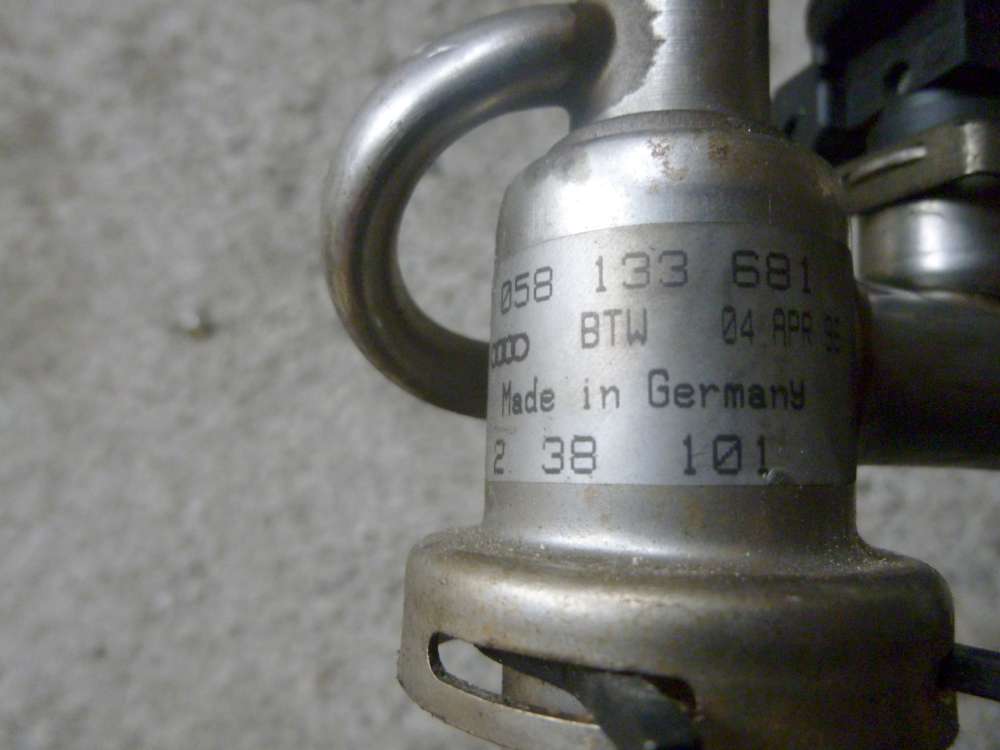 058 133 681
BTW 04 APR
Made in Germany
2 38 101